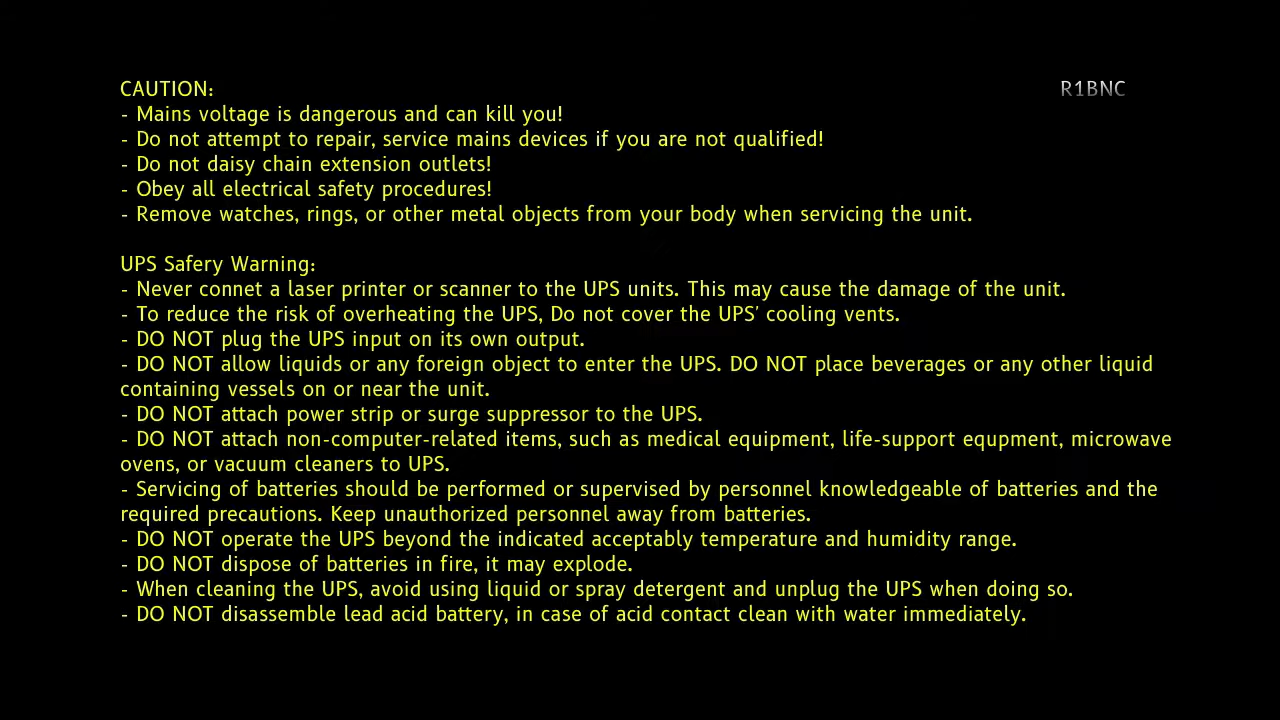 CAUTION:
R1BNC
- Mains voltage is dangerous and can kill you!
- Do not attempt to repair, service mains devices if you are not qualified!
- Do not daisy chain extension outlets!
- Obey all electrical safety procedures!
- Remove watches, rings, or other metal objects from your body when servicing the unit.
UPS Safery Warning:
- Never connet a laser printer or scanner to the UPS units. This may cause the damage of the unit.
- To reduce the risk of overheating the UPS, Do not cover the UPS' cooling vents.
- DO NOT plug the UPS input on its own output.
- DO NOT allow liquids or any foreign object to enter the UPS. DO NOT place beverages or any other liquid
containing vessels on or near the unit.
- DO NOT attach power strip or surge suppressor to the UPS.
- DO NOT attach non-computer-related items, such as medical equipment, life-support equpment, microwave
ovens, or vacuum cleaners to UPS.
- Servicing of batteries should be performed or supervised by personnel knowledgeable of batteries and the
required precautions. Keep unauthorized personnel away from batteries.
- DO NOT operate the UPS beyond the indicated acceptably temperature and humidity range.
- DO NOT dispose of batteries in fire, it may explode.
- When cleaning the UPS, avoid using liquid or spray detergent and unplug the UPS when doing so.
- DO NOT disassemble lead acid battery, in case of acid contact clean with water immediately.